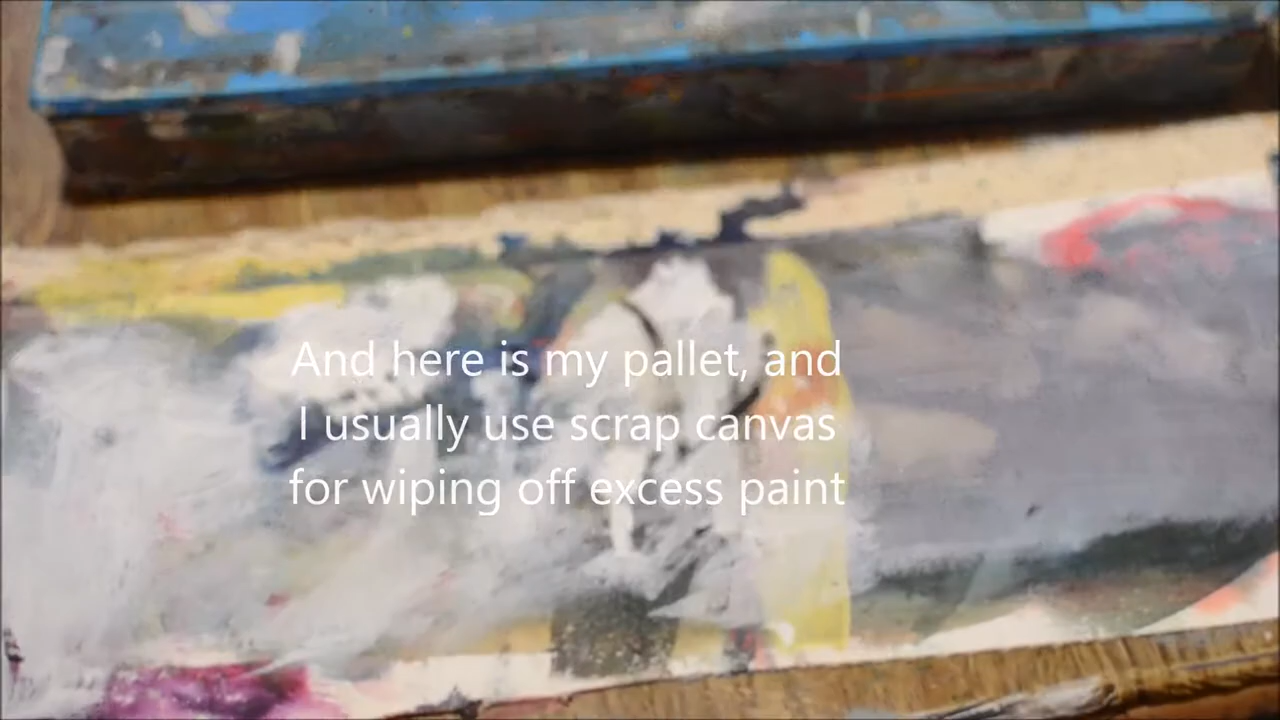 And here is my pallet, and
I usually use scrap canvas
for wiping off excess paint